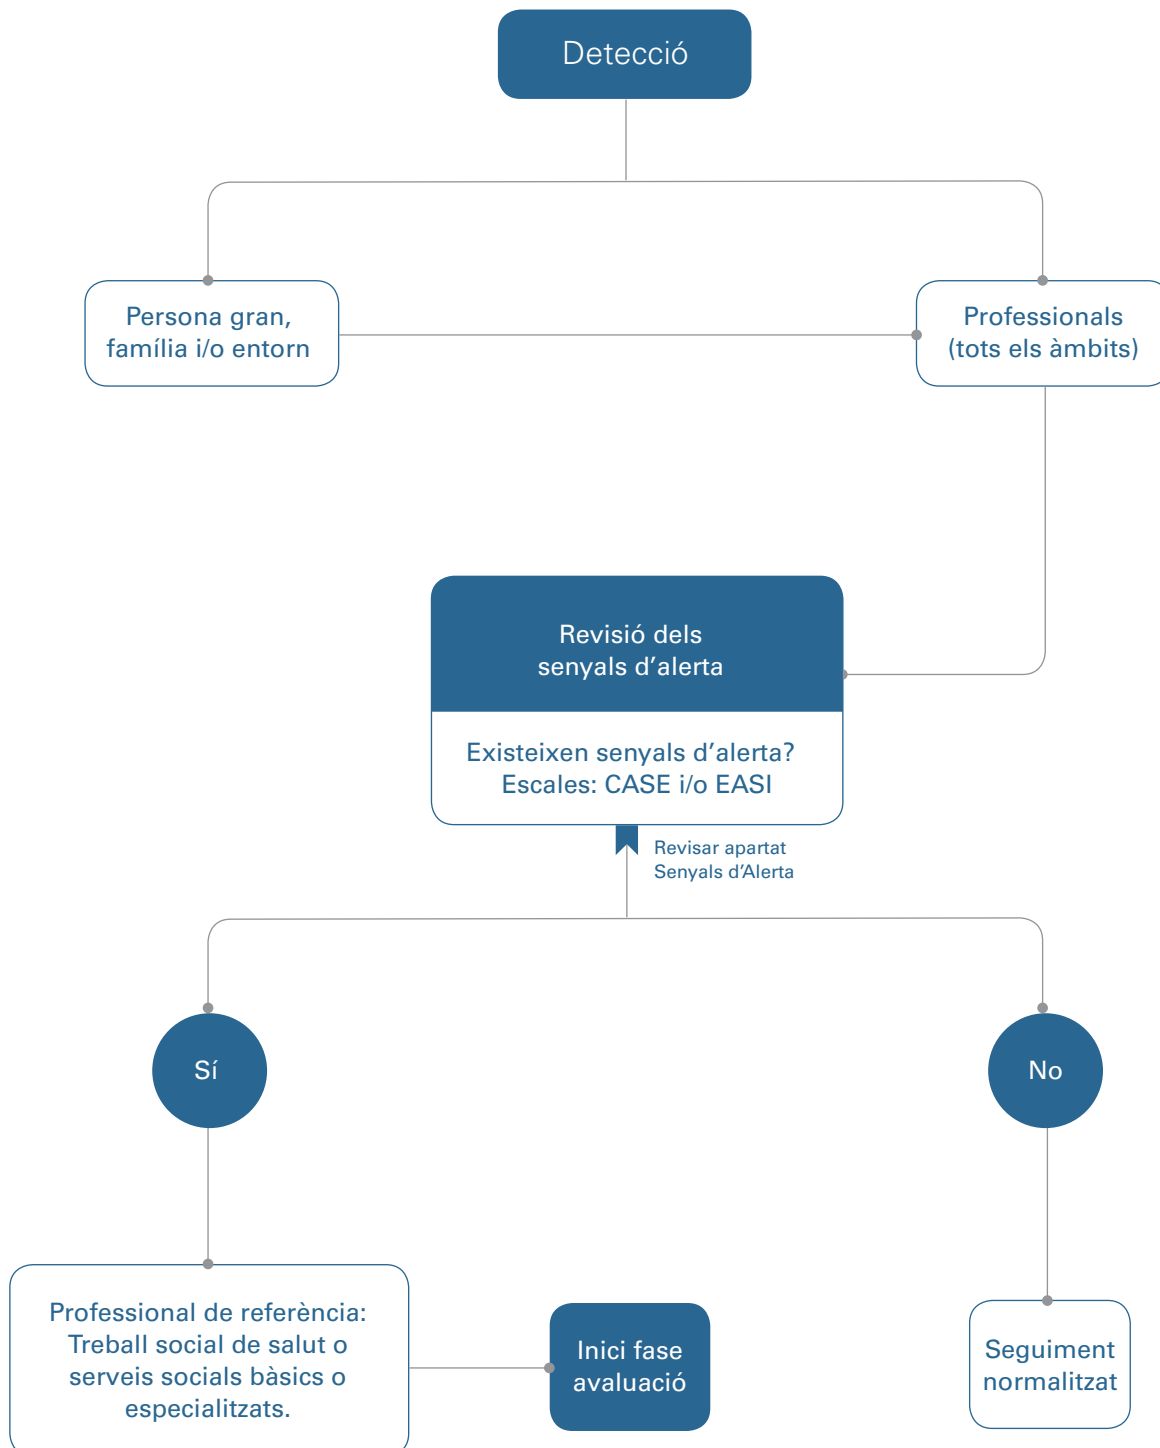 Detecció
Persona gran,
família i/o entorn
Professionals
(tots els àmbits)
Revisió dels
senyals d’alerta
Existeixen senyals d’alerta?
Escales: CASE i/o EASI
Revisar apartat
Senyals d’Alerta
Sí
No
Professional de referència:
Treball social de salut o
serveis socials bàsics o
especialitzats.
Inici fase
avaluació
Seguiment
normalitzat